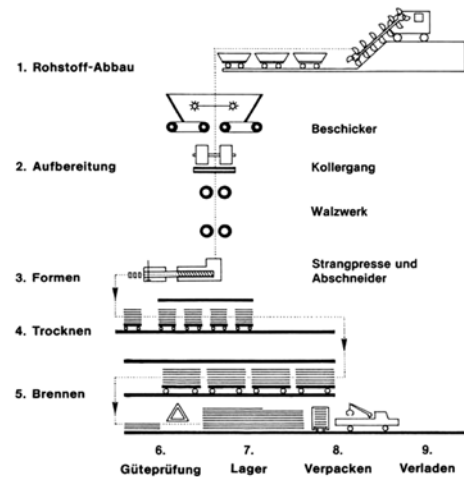 1. Rohstoff-Abbau
Beschicker
2. Aufbereitung
Kollergang
Walzwerk
3. Formen
Strangpresse und
Abschneider
4. Trocknen
5. Brennen
6. 7. 8. 9.
Güteprüfung Lager Verpacken Verladen